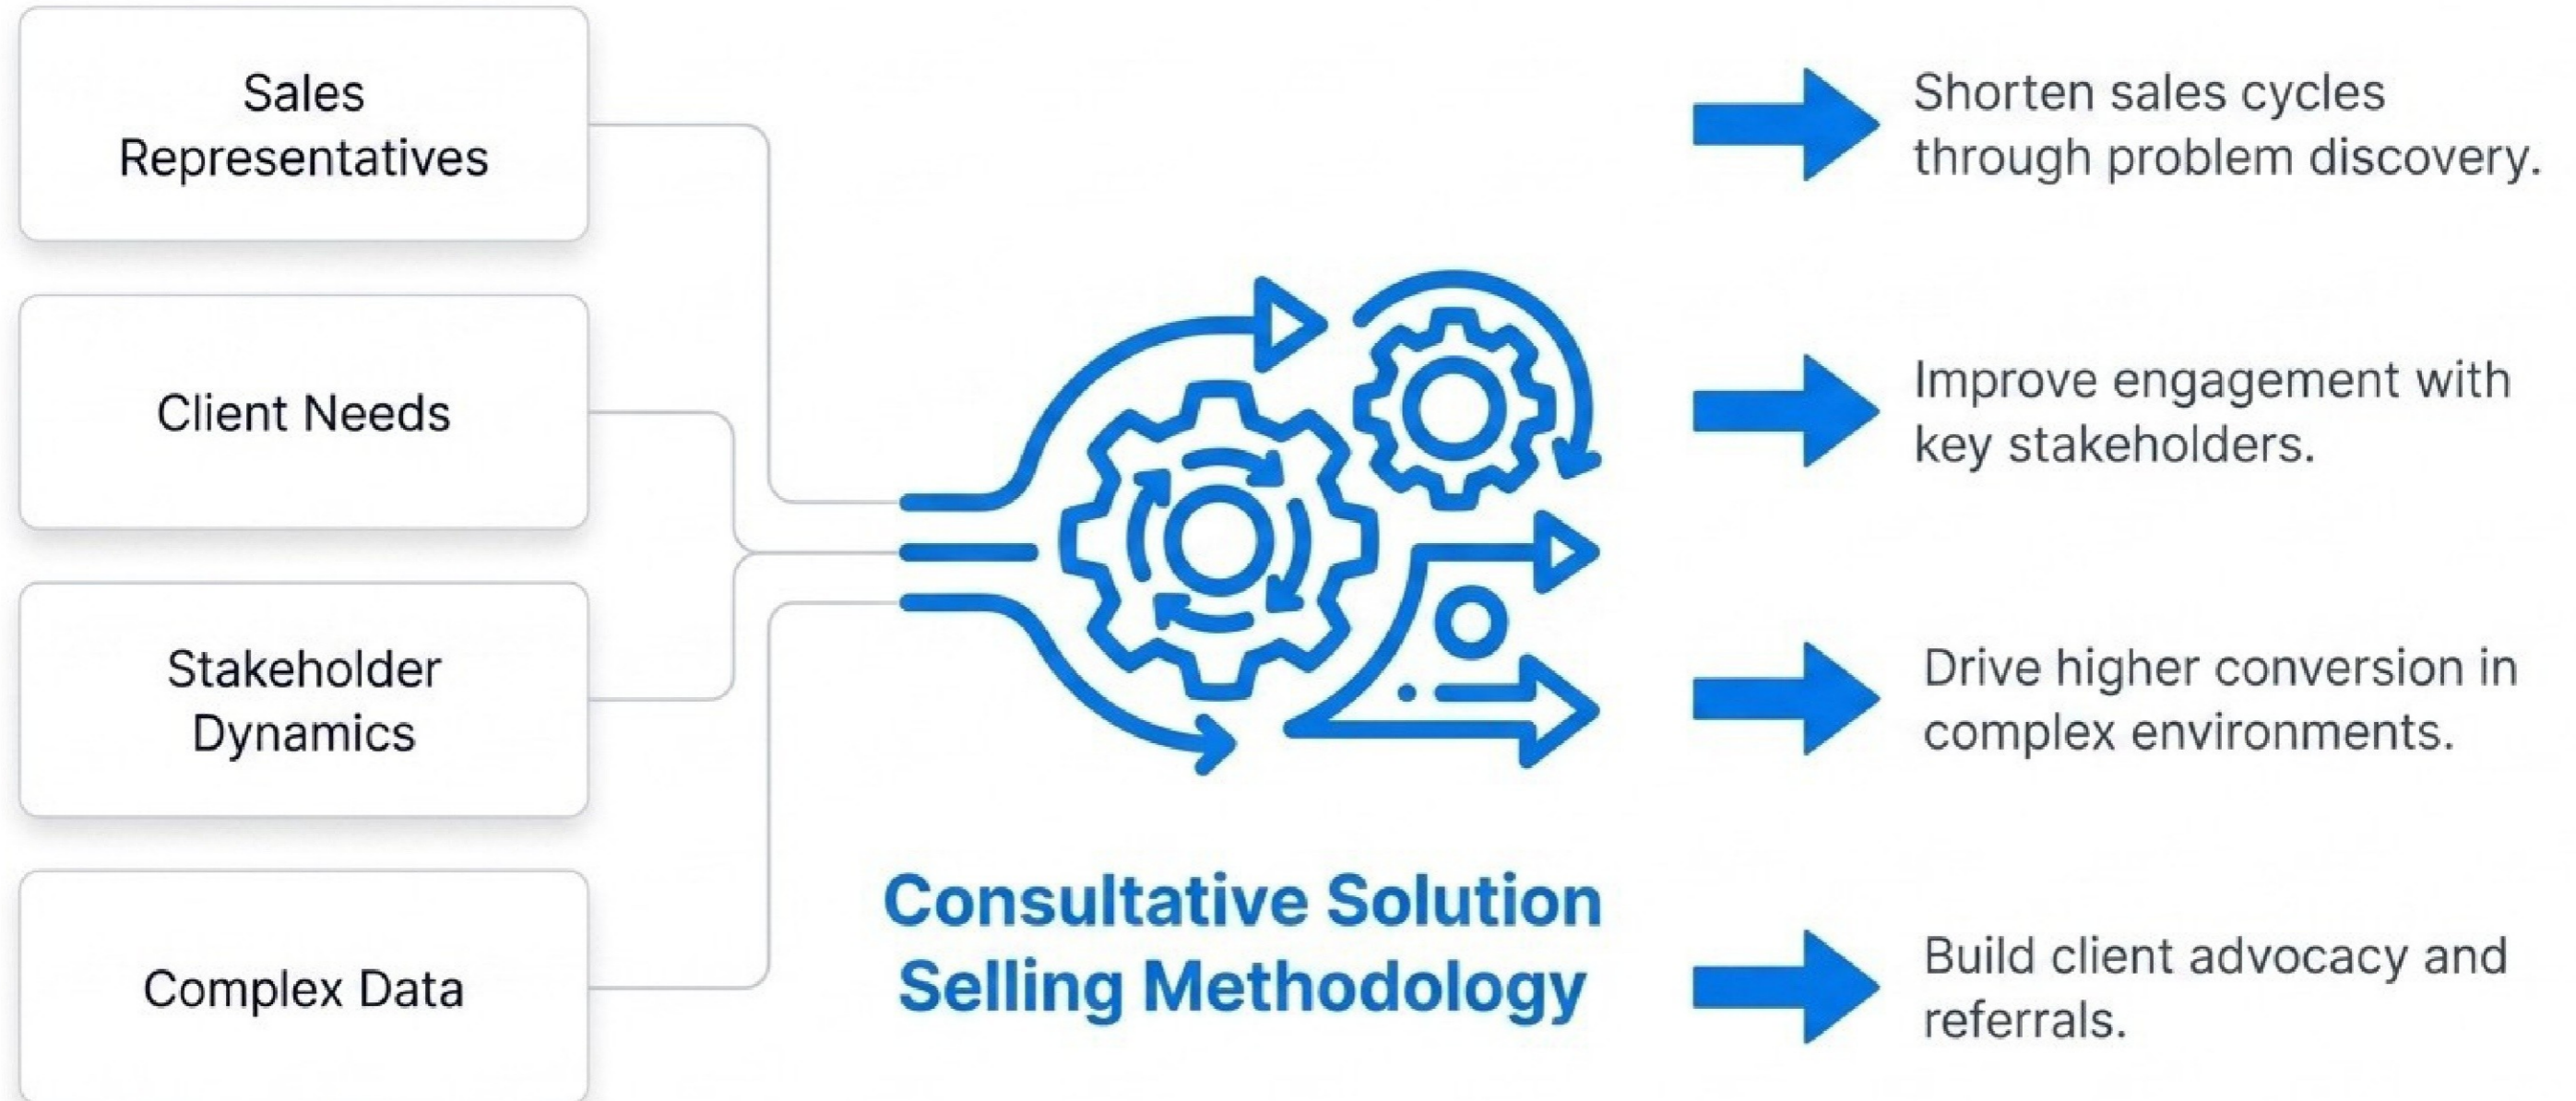 Sales
Representatives
Client Needs
Stakeholder
Dynamics
Complex Data
Consultative Solution
Selling Methodology
Shorten sales cycles
through problem discovery.
Improve engagement with
key stakeholders.
Drive higher conversion in
complex environments.
Build client advocacy and
referrals.